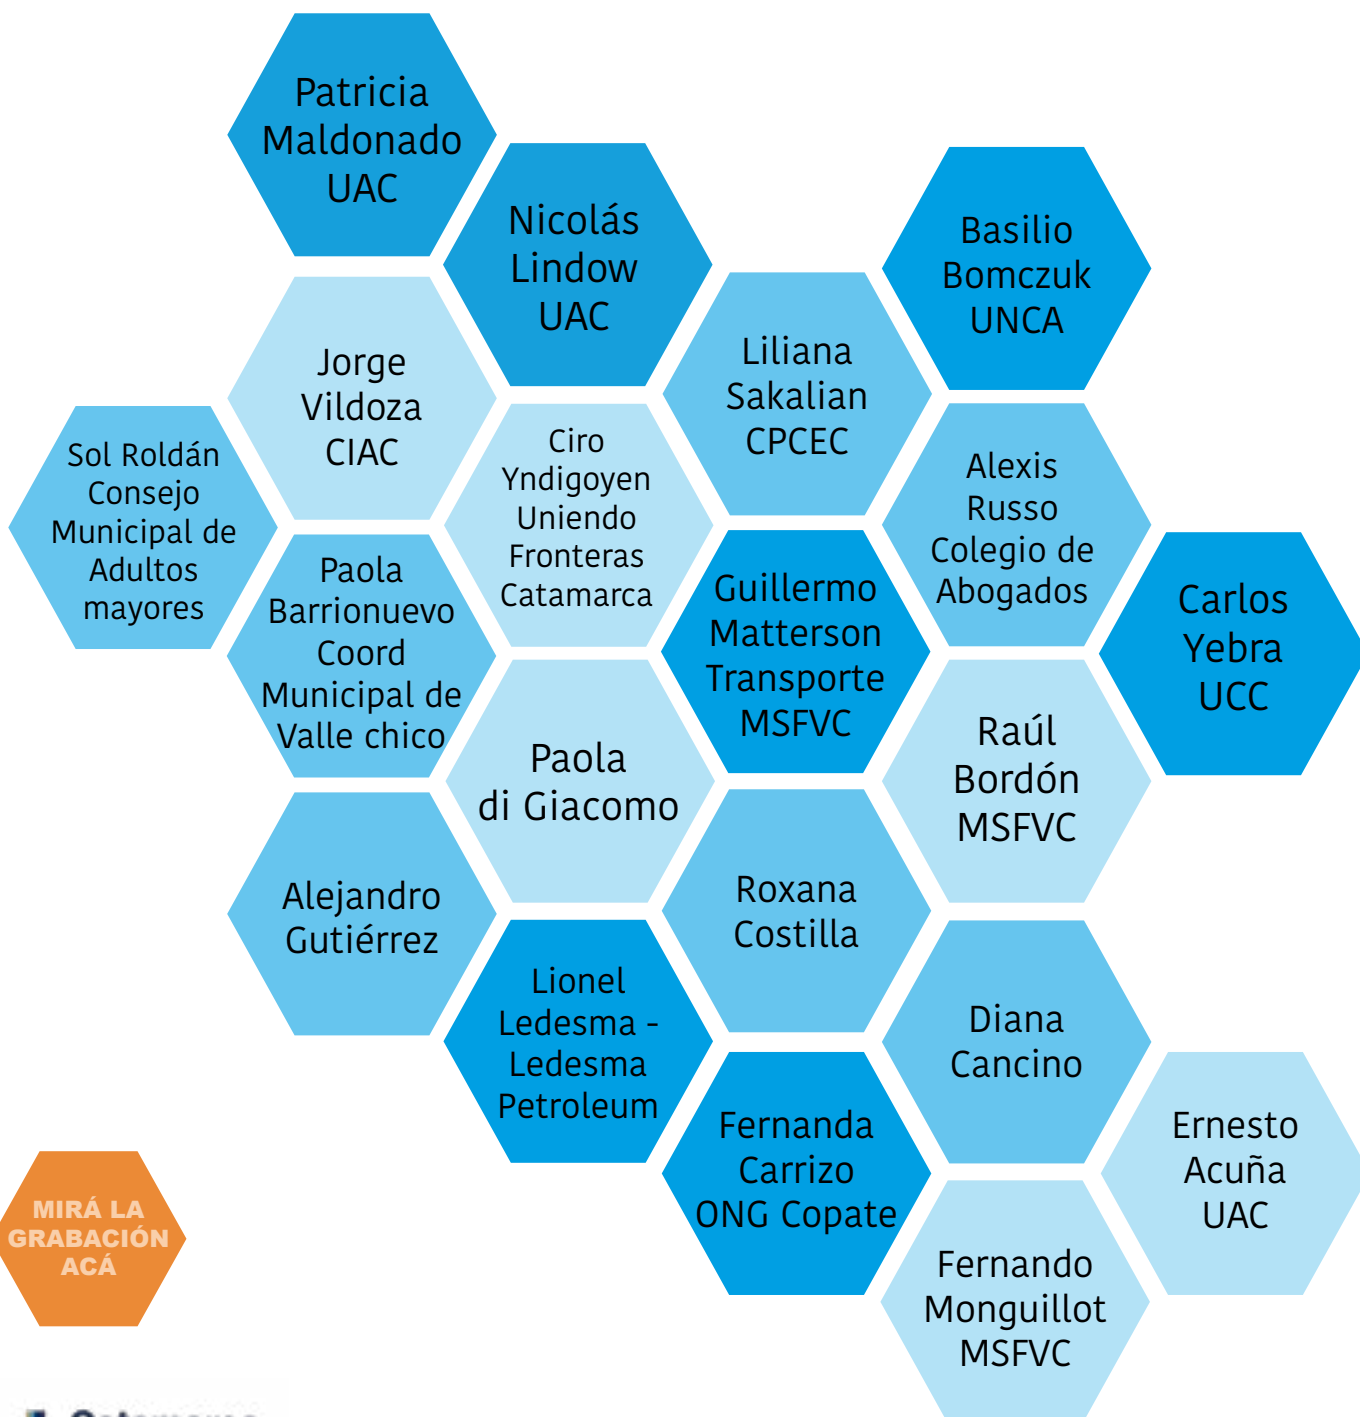 Patricia
Maldonado
UAC
Nicolás
Lindow
UAC
Basilio
Bomczuk
UNCA
Jorge
Vildoza
CIAC
Liliana
Sakalian
CPCEC
Sol Roldán
Consejo
Municipal de
Adultos
mayores
Ciro
Yndigoyen
Uniendo
Fronteras
Catamarca
Alexis
Russo
Colegio de
Abogados
Paola
Barrionuevo
Coord
Municipal de
Valle chico
Guillermo
Matterson
Transporte
MSFVC
Carlos
Yebra
UCC
Paola
di Giacomo
Raúl
Bordón
MSFVC
Alejandro
Gutiérrez
Roxana
Costilla
Lionel
Ledesma -
Ledesma
Petroleum
Diana
Cancino
Fernanda
Carrizo
ONG Copate
Ernesto
Acuña
UAC
MIRÁ LA
GRABACIÓN
ACÁ
Fernando
Monguillot
MSFVC